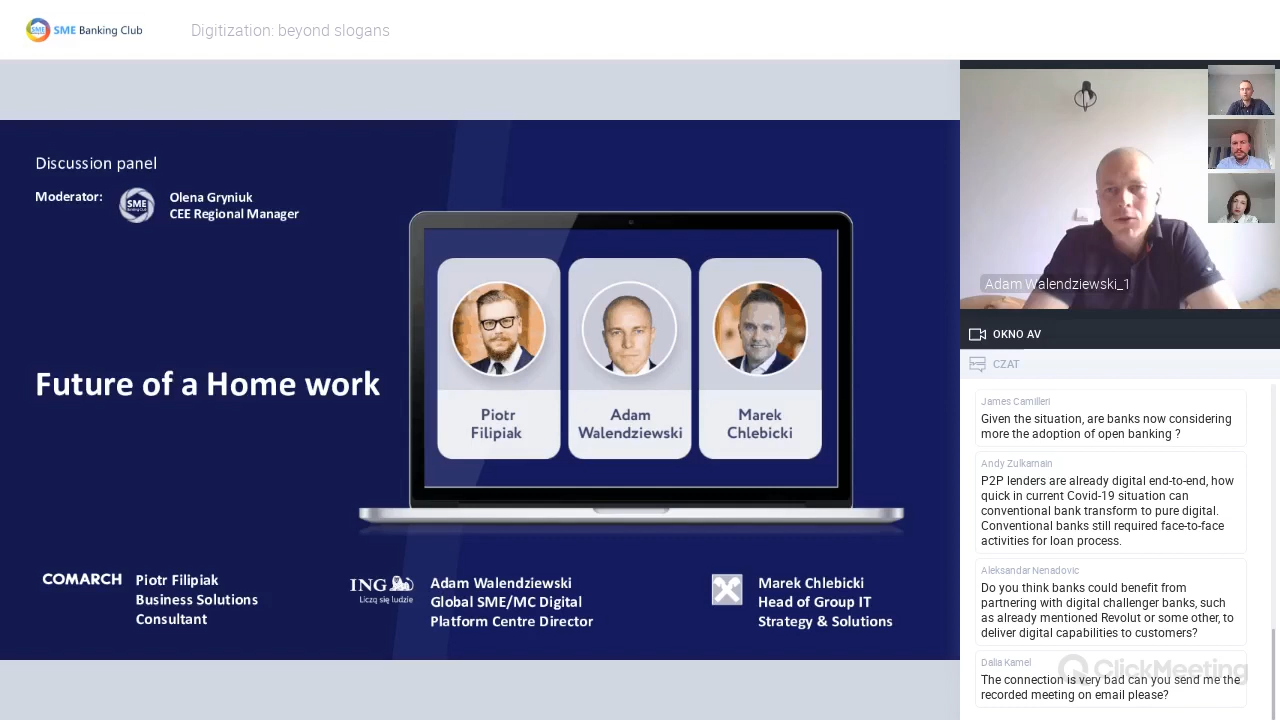 SME
SME Banking Club
Digitization: beyond slogans
Discussion panel
Moderator:
SME
Banking Club
Olena Gryniuk
CEE Regional Manager
Future of a Home work
Piotr
Filipiak
Adam
Walendziewski
Marek
Chlebicki
COMARCH
Piotr Filipiak
Business Solutions
Consultant
ING
Liczą się ludzie
Adam Walendziewski
Global SME/MC Digital
Platform Centre Director
Marek Chlebicki
Head of Group IT
Strategy & Solutions
Adam Walendziewski_1
OKNO AV
CZAT
James Camilleri
Given the situation, are banks now considering
more the adoption of open banking ?
Andy Zulkarnain
P2P lenders are already digital end-to-end, how
quick in current Covid-19 situation can
conventional bank transform to pure digital.
Conventional banks still required face-to-face
activities for loan process.
Aleksandar Nenadovic
Do you think banks could benefit from
partnering with digital challenger banks, such
as already mentioned Revolut or some other, to
deliver digital capabilities to customers?
Dalia Kamel
The connection is very bad can you send me the
recorded meeting on email please?
ClickMeeting